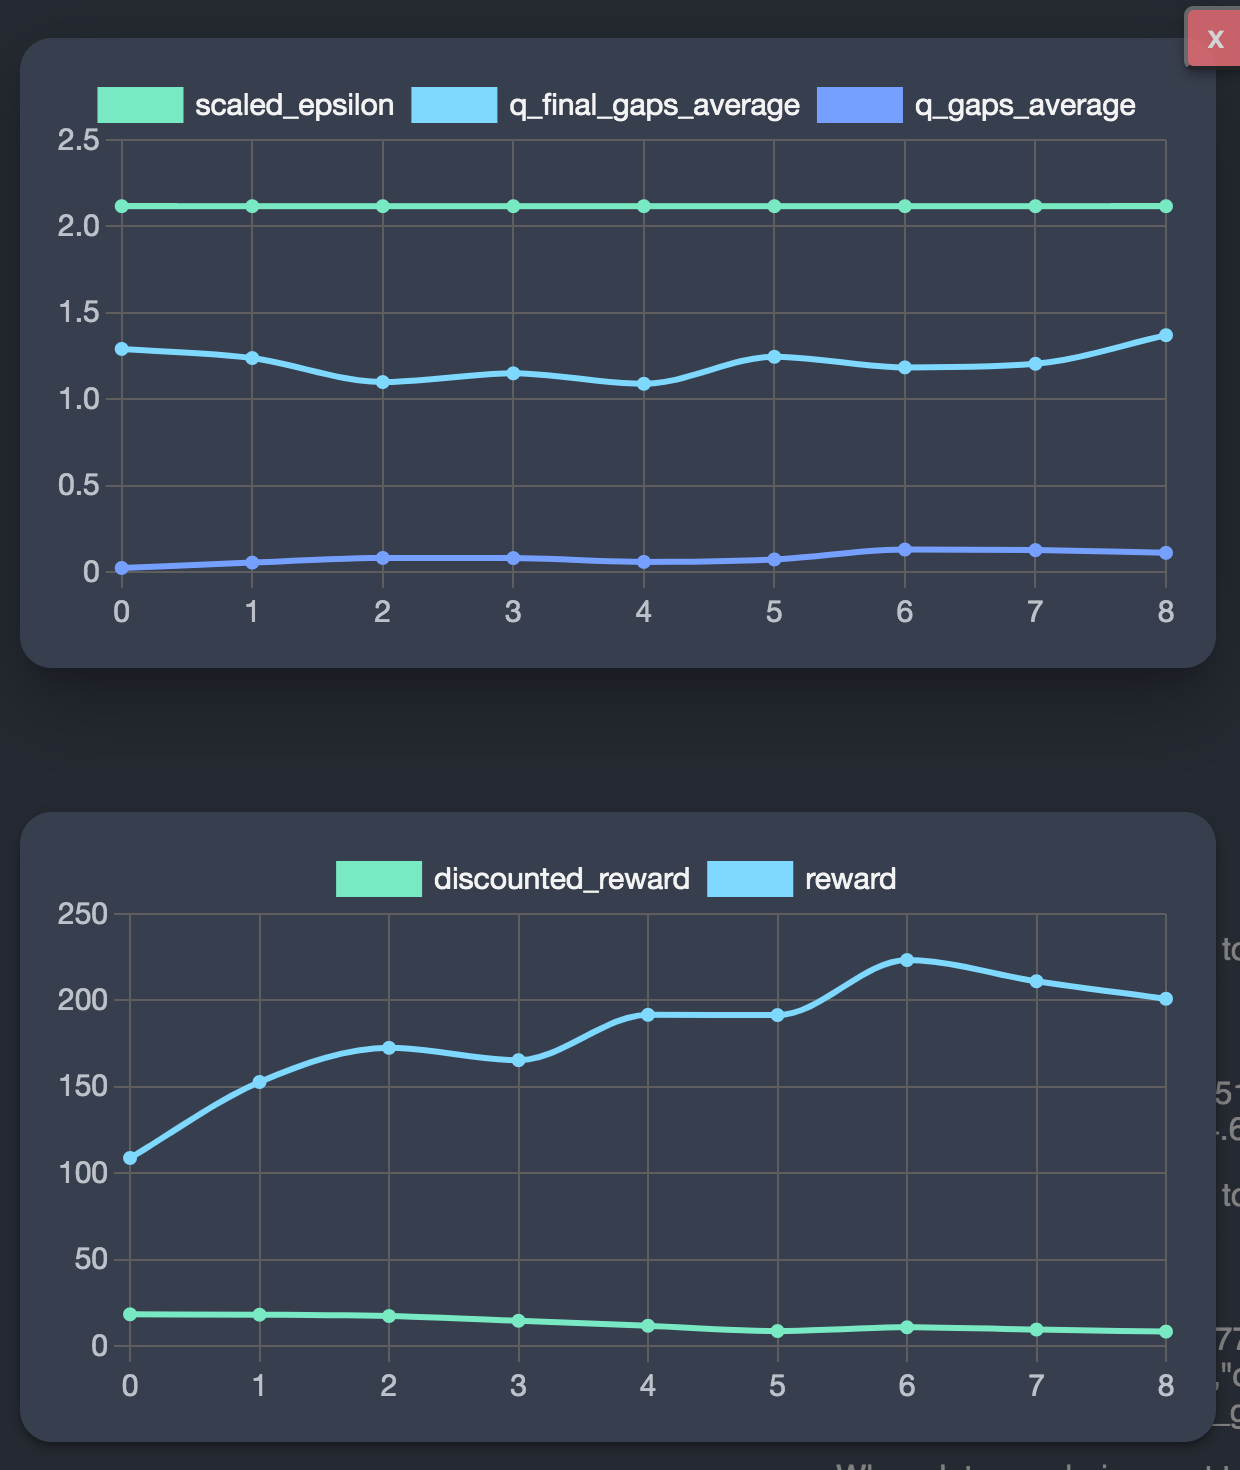 x
scaled_epsilon q_final_gaps_average q_gaps_average
2.5
2.0
1.5
1.0
0.5
0
0 1 2 3 4 5 6 7 8
discounted_reward reward
250
200
150
100
50
0
0 1 2 3 4 5 6 7 8